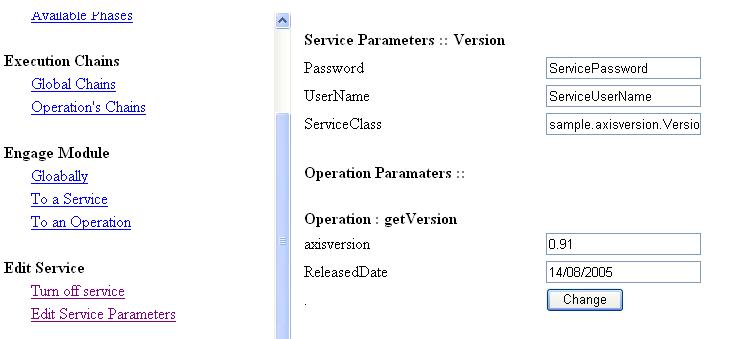 Available Phases
Execution Chains
Global Chains
Operation's Chains
Engage Module
Gloabally
To a Service
To an Operation
Edit Service
Turn off service
Edit Service Parameters
Service Parameters :: Version
Password ServicePassword
UserName ServiceUserName
ServiceClass sample.axisversion.Versio
Operation Paramaters ::
Operation : getVersion
axisversion 0.91
ReleasedDate 14/08/2005
. Change